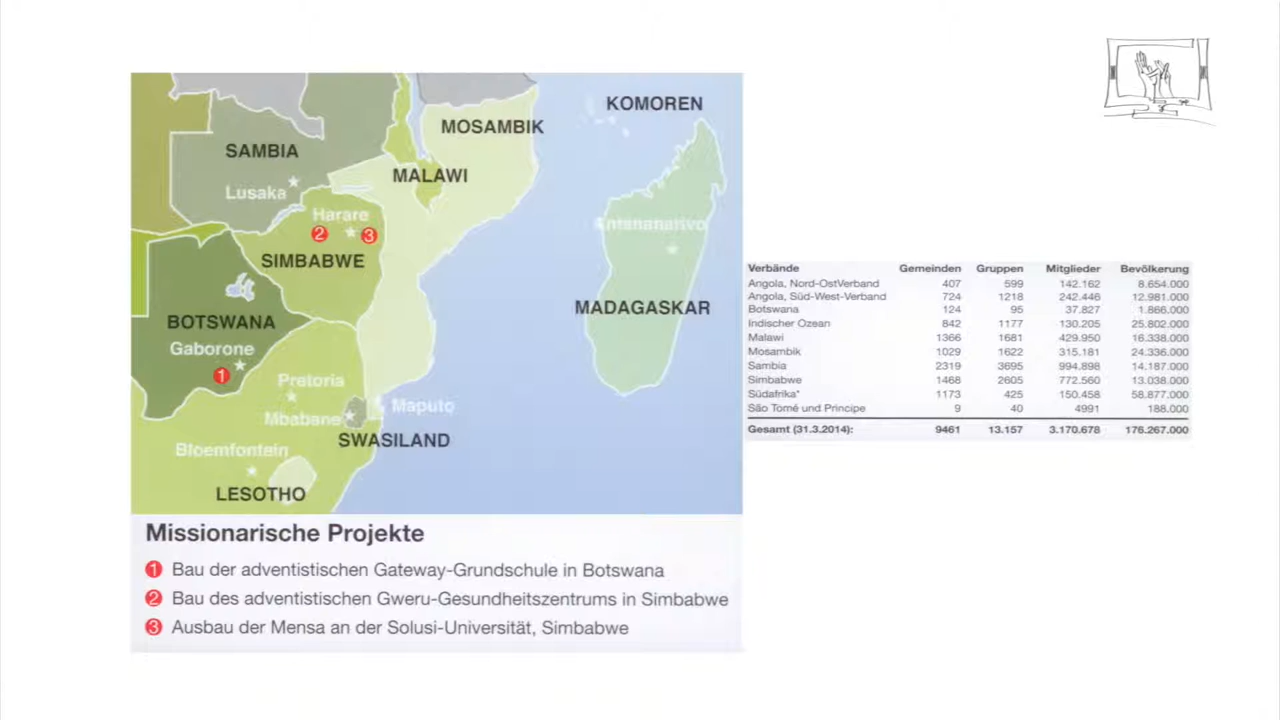 KOMOREN
MOSAMBIK
SAMBIA
MALAWI
Lusaka
Harare
Antananarivo
2
3
SIMBABWE
MADAGASKAR
BOTSWANA
Gaborone
1
Pretoria
Maputo
Mbabane
SWASILAND
Bloemfontein
LESOTHO
Missionarische Projekte
1 Bau der adventistischen Gateway-Grundschule in Botswana
2 Bau des adventistischen Gweru-Gesundheitszentrums in Simbabwe
3 Ausbau der Mensa an der Solusi-Universität, Simbabwe
Verbände Gemeinden Gruppen Mitglieder Bevölkerung
Angola, Nord-OstVerband 407 599 142.162 8.654.000
Angola, Süd-West-Verband 724 1218 242.446 12.981.000
Botswana 124 95 37.827 1.866.000
Indischer Ozean 842 1177 130.205 25.802.000
Malawi 1366 1681 429.950 16.338.000
Mosambik 1029 1622 315.181 24.336.000
Sambia 2319 3695 994.898 14.187.000
Simbabwe 1468 2605 772.560 13.038.000
Südafrika* 1173 425 150.458 58.877.000
São Tomé und Principe 9 40 4991 188.000
Gesamt (31.3.2014): 9461 13.157 3.170.678 176.267.000